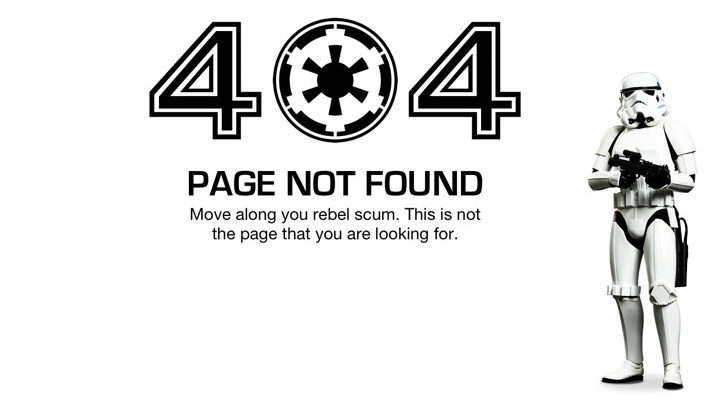 404
PAGE NOT FOUND
Move along you rebel scum. This is not
the page that you are looking for.